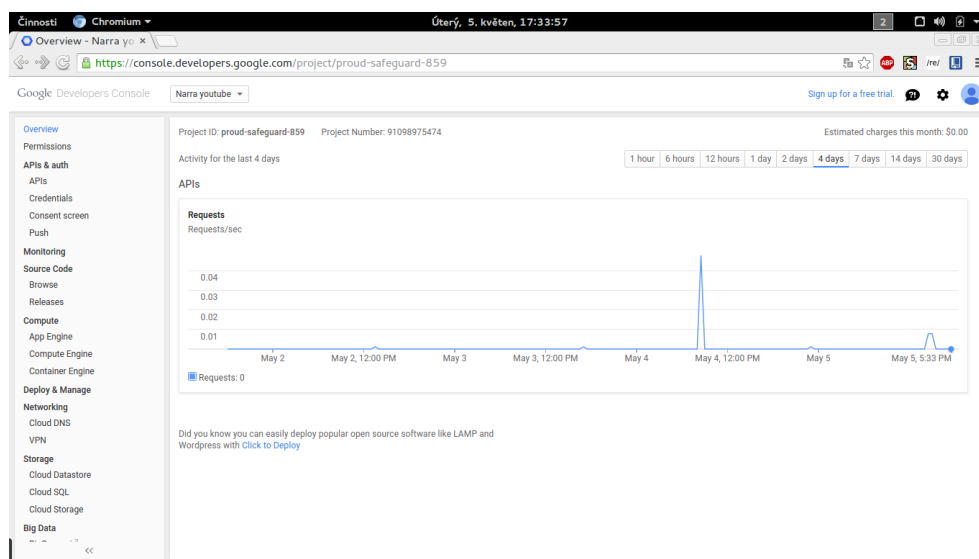 Činnosti Chromium Úterý, 5. květen, 17:33:57 2
Overview - Narra yo
https://console.developers.google.com/project/proud-safeguard-859 ABP S /re/
Google Developers Console Narra youtube Sign up for a free trial.
Overview
Permissions
APIs & auth
APIs
Credentials
Consent screen
Push
Monitoring
Source Code
Browse
Releases
Compute
App Engine
Compute Engine
Container Engine
Deploy & Manage
Networking
Cloud DNS
VPN
Storage
Cloud Datastore
Cloud SQL
Cloud Storage
Big Data
<<
Project ID: proud-safeguard-859 Project Number: 91098975474 Estimated charges this month: $0.00
Activity for the last 4 days 1 hour 6 hours 12 hours 1 day 2 days 4 days 7 days 14 days 30 days
APIs
Requests
Requests/sec
0.04
0.03
0.02
0.01
May 2 May 2, 12:00 PM May 3 May 3, 12:00 PM May 4 May 4, 12:00 PM May 5 May 5, 5:33 PM
Requests: 0
Did you know you can easily deploy popular open source software like LAMP and
Wordpress with Click to Deploy